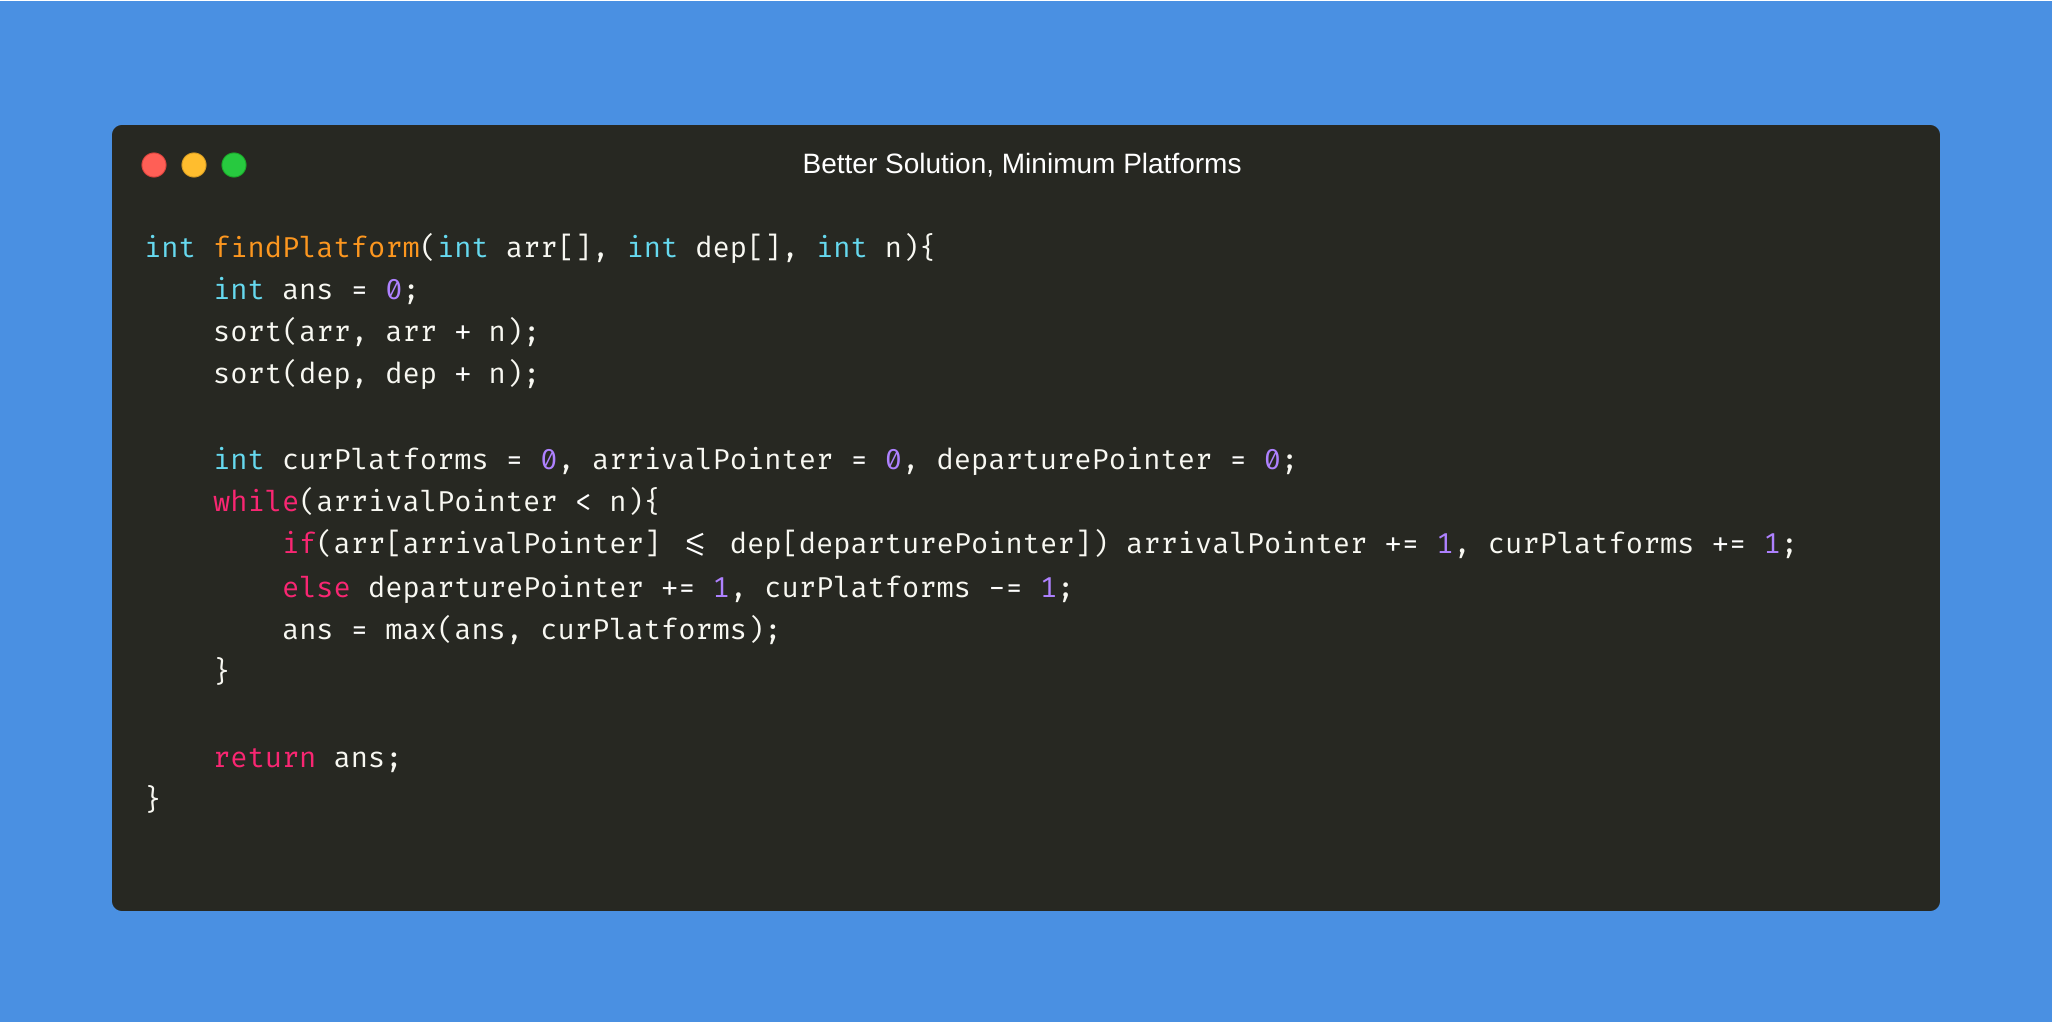 Better Solution, Minimum Platforms
int findPlatform(int arr[], int dep[], int n){
    int ans = 0;
    sort(arr, arr + n);
    sort(dep, dep + n);

    int curPlatforms = 0, arrivalPointer = 0, departurePointer = 0;
    while(arrivalPointer < n){
        if(arr[arrivalPointer] <= dep[departurePointer]) arrivalPointer += 1, curPlatforms += 1;
        else departurePointer += 1, curPlatforms -= 1;
        ans = max(ans, curPlatforms);
    }

    return ans;
}